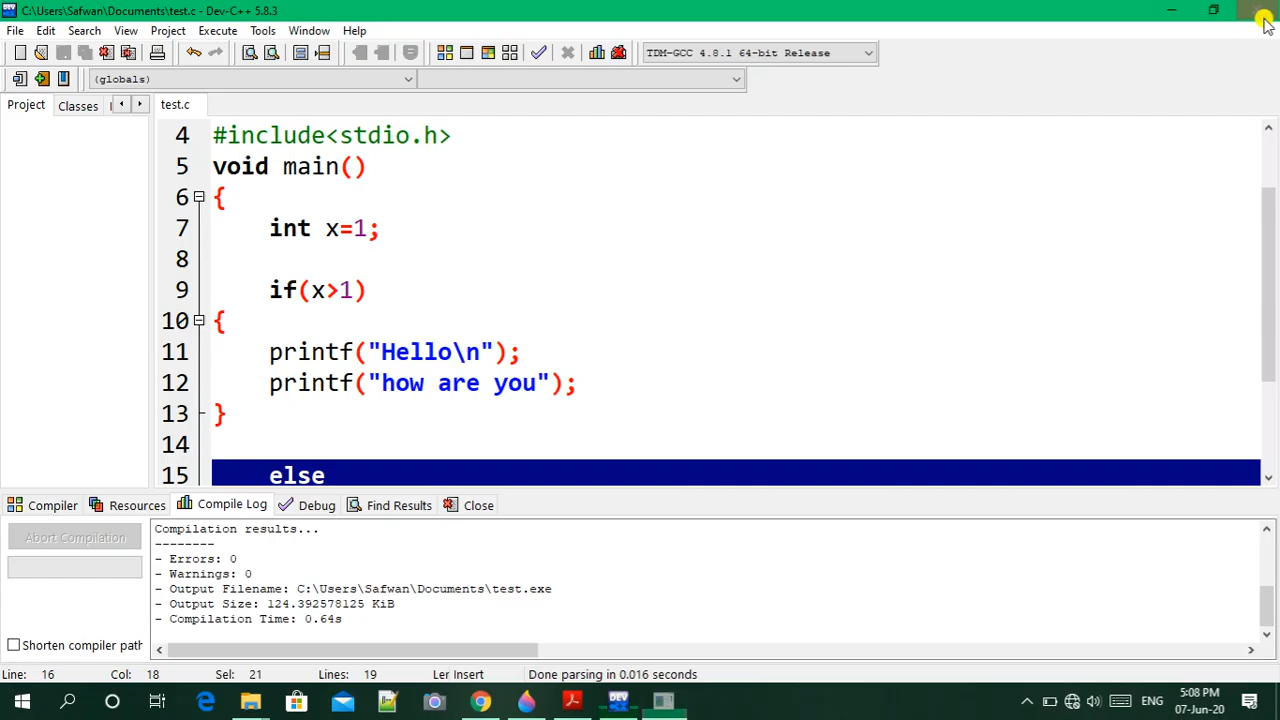 C:\Users\Safwan\Documents\test.c - Dev-C++ 5.8.3
File Edit Search View Project Execute Tools Window Help
TDM-GCC 4.8.1 64-bit Release
(globals)
Project Classes test.c
4 #include<stdio.h>
5 void main()
6 {
7 int x=1;
8
9 if(x>1)
10 {
11 printf("Hello\n");
12 printf("how are you");
13 }
14
15 else
Compiler Resources Compile Log Debug Find Results Close
Abort Compilation
Shorten compiler path
Compilation results...
--------
- Errors: 0
- Warnings: 0
- Output Filename: C:\Users\Safwan\Documents\test.exe
- Output Size: 124.392578125 KiB
- Compilation Time: 0.64s
Line: 16 Col: 18 Sel: 21 Lines: 19 Ler Insert Done parsing in 0.016 seconds
DEV
ENG
5:08 PM
07-Jun-20